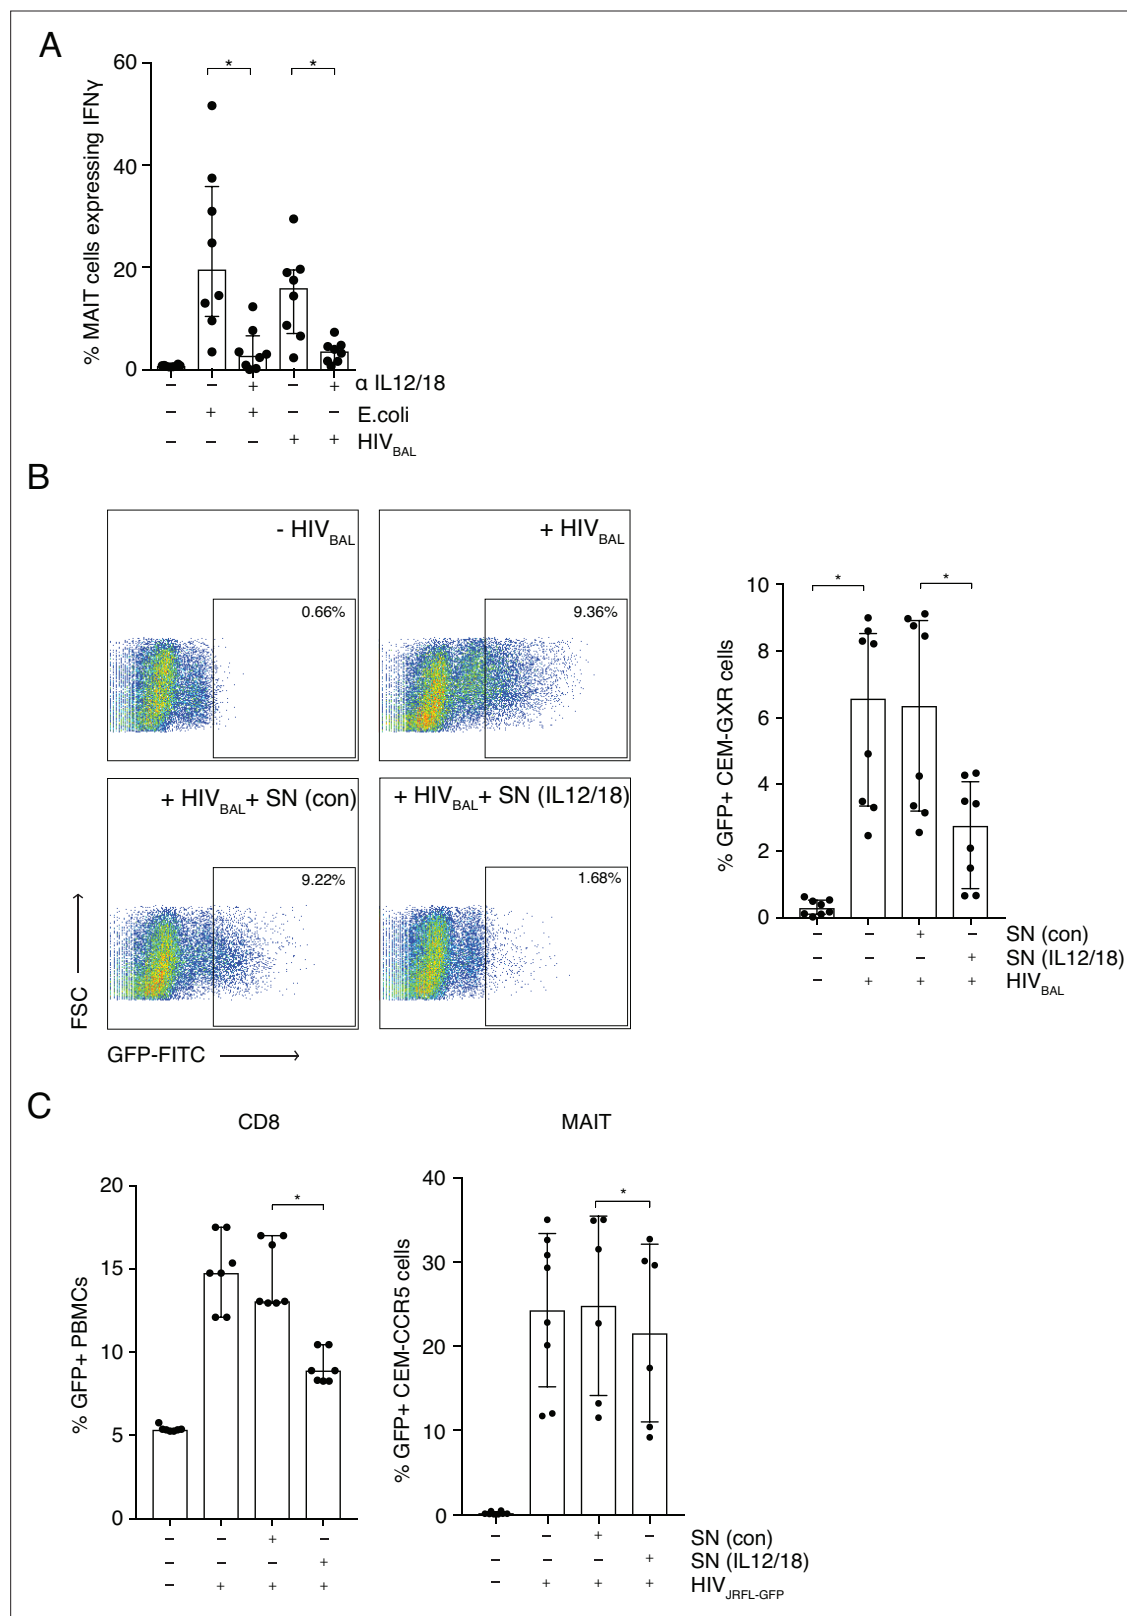 A
% MAIT cells expressing IFNγ
60
40
20
0
* *
− − + − + α IL12/18
− + + − − E.coli
− − − + + HIVBAL
B
- HIVBAL
0.66%
+ HIVBAL
9.36%
+ HIVBAL+ SN (con)
9.22%
+ HIVBAL+ SN (IL12/18)
1.68%
FSC
GFP-FITC
% GFP+ CEM-GXR cells
10
8
6
4
2
0
* *
− − + − SN (con)
− − − + SN (IL12/18)
− + + + HIVBAL
C
CD8
% GFP+ PBMCs
20
15
10
5
0
*
− − + −
− − − +
− + + +
MAIT
% GFP+ CEM-CCR5 cells
40
30
20
10
0
*
− − + − SN (con)
− − − + SN (IL12/18)
− + + + HIVJRFL-GFP